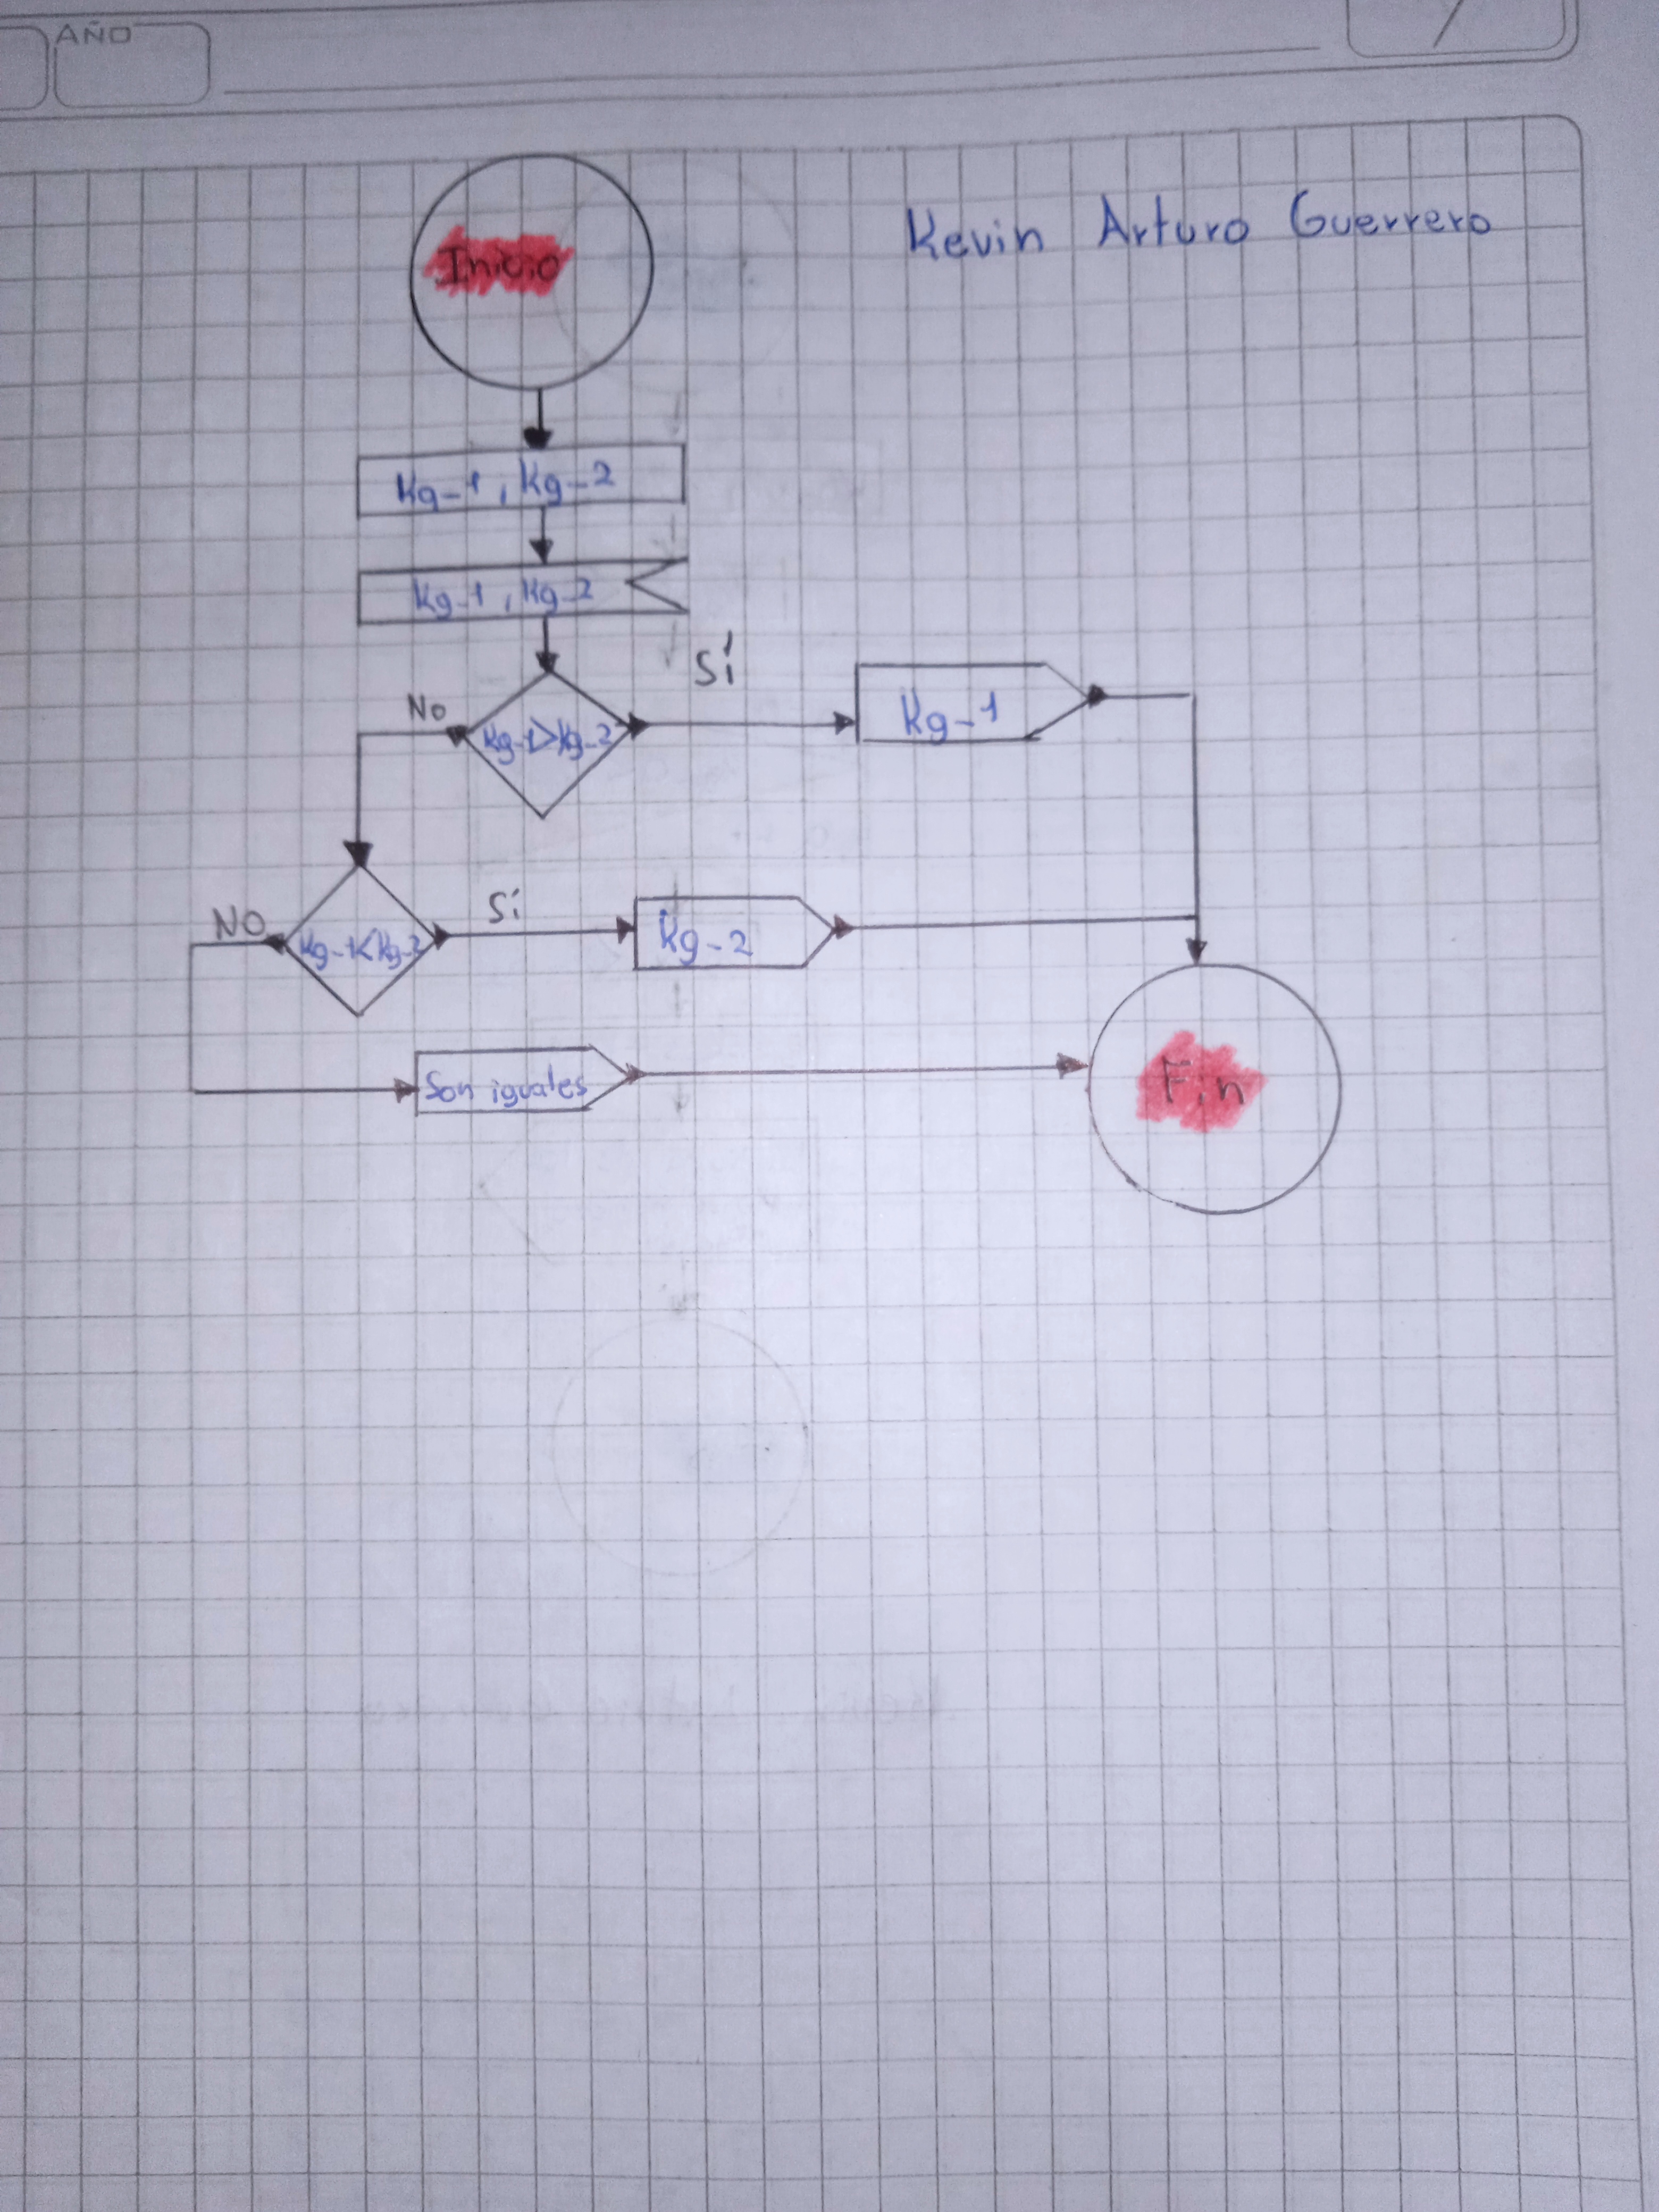 AÑO
Kevin Arturo Guerrero
Inicio
Kg-1, Kg-2
Kg-1, Kg-2
Sí
No
Kg-1>Kg-2
Kg-1
NO
Sí
Kg-1<Kg-2
Kg-2
Son iguales
Fin